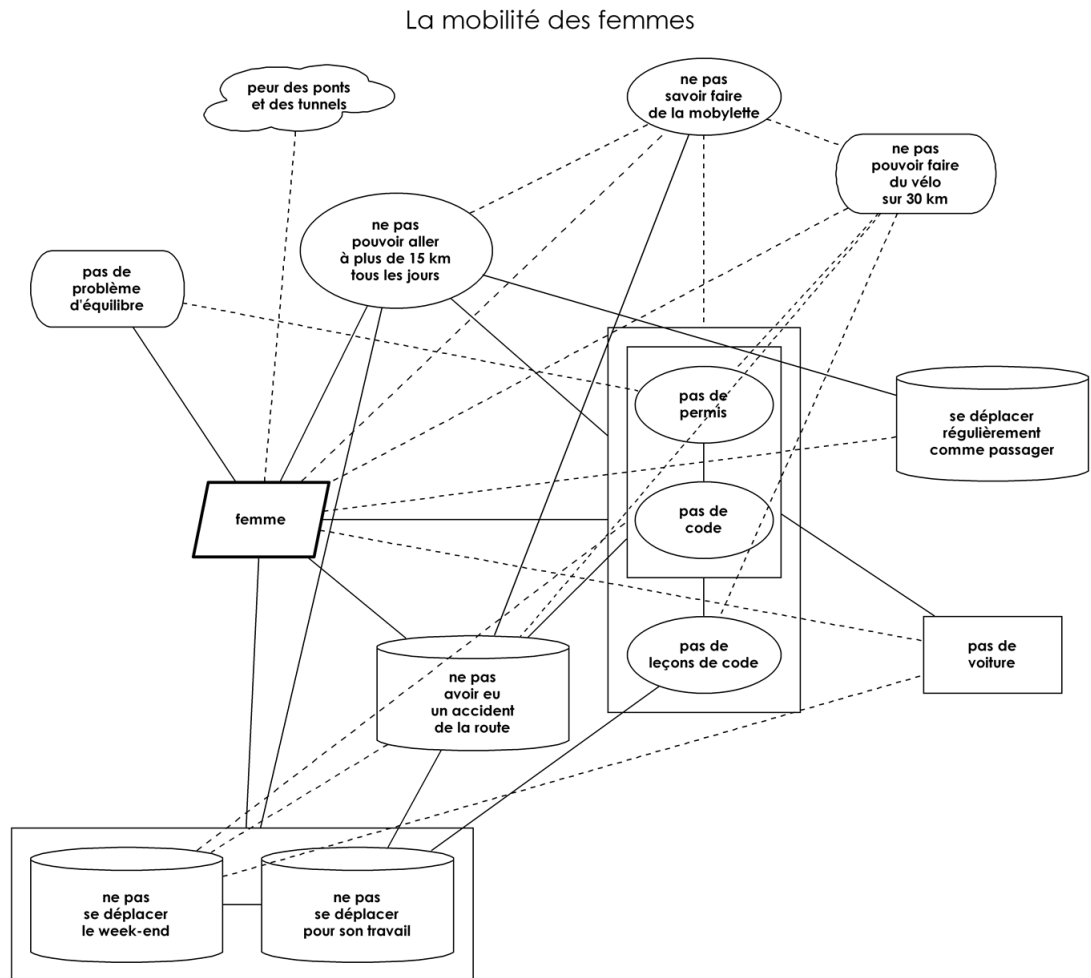 La mobilité des femmes
peur des ponts
et des tunnels
ne pas
savoir faire
de la mobylette
ne pas
pouvoir faire
du vélo
sur 30 km
ne pas
pouvoir aller
à plus de 15 km
tous les jours
pas de
problème
d'équilibre
pas de
permis
se déplacer
régulièrement
comme passager
femme
pas de
code
pas de
leçons de code
pas de
voiture
ne pas
avoir eu
un accident
de la route
ne pas
se déplacer
le week-end
ne pas
se déplacer
pour son travail